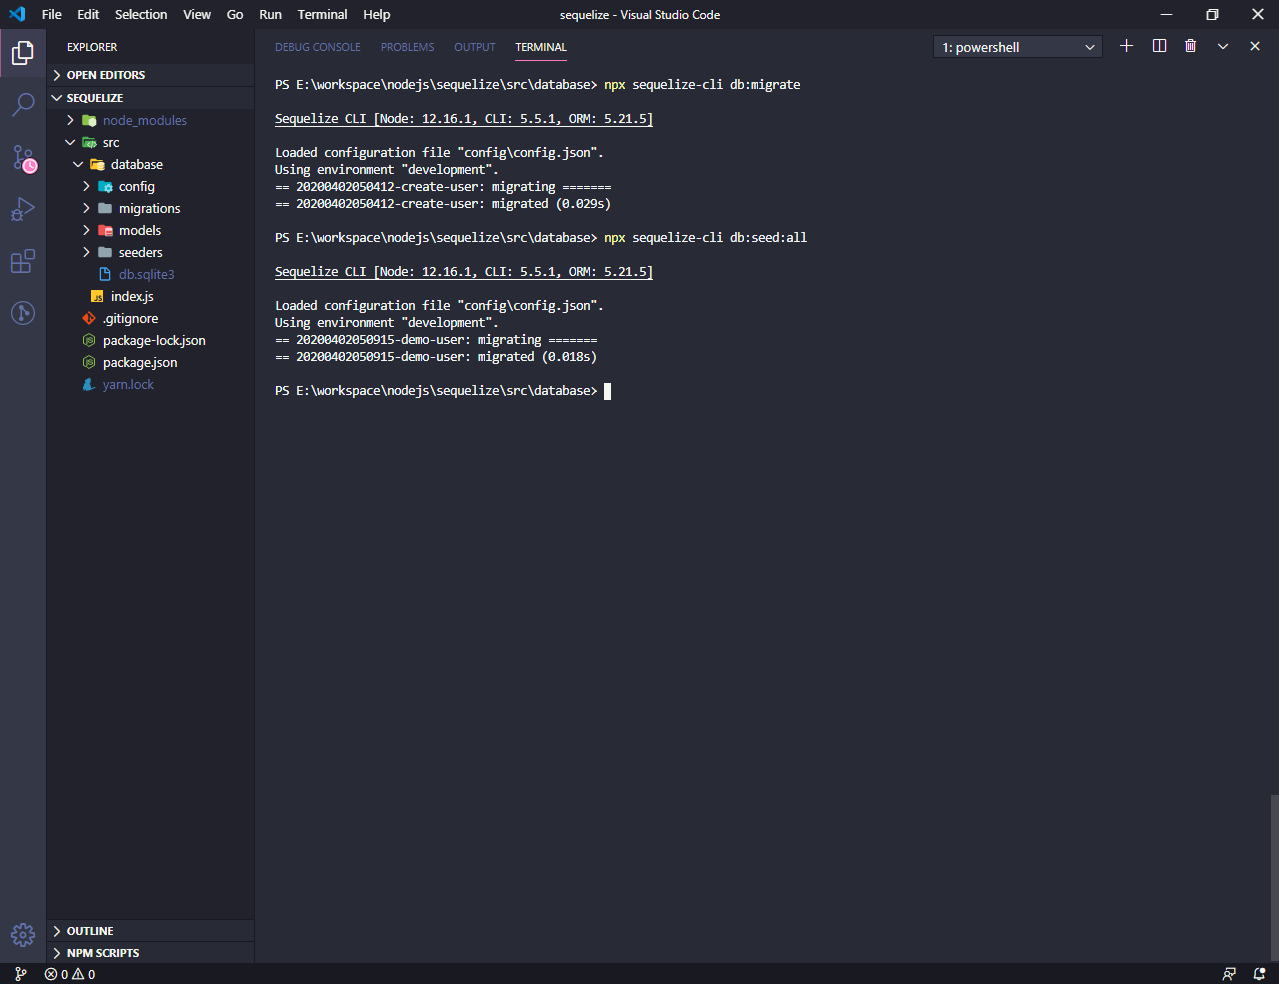 File Edit Selection View Go Run Terminal Help
sequelize - Visual Studio Code
EXPLORER
OPEN EDITORS
SEQUELIZE
node_modules
src
database
config
migrations
models
seeders
db.sqlite3
index.js
.gitignore
package-lock.json
package.json
yarn.lock
OUTLINE
NPM SCRIPTS
DEBUG CONSOLE PROBLEMS OUTPUT TERMINAL
1: powershell
PS E:\workspace\nodejs\sequelize\src\database> npx sequelize-cli db:migrate
Sequelize CLI [Node: 12.16.1, CLI: 5.5.1, ORM: 5.21.5]
Loaded configuration file "config\config.json".
Using environment "development".
== 20200402050412-create-user: migrating =======
== 20200402050412-create-user: migrated (0.029s)
PS E:\workspace\nodejs\sequelize\src\database> npx sequelize-cli db:seed:all
Sequelize CLI [Node: 12.16.1, CLI: 5.5.1, ORM: 5.21.5]
Loaded configuration file "config\config.json".
Using environment "development".
== 20200402050915-demo-user: migrating =======
== 20200402050915-demo-user: migrated (0.018s)
PS E:\workspace\nodejs\sequelize\src\database>
0 0